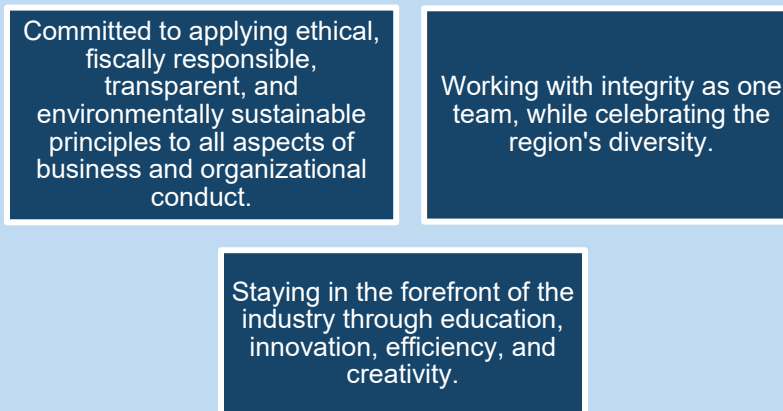 Committed to applying ethical,
fiscally responsible,
transparent, and
environmentally sustainable
principles to all aspects of
business and organizational
conduct.
Working with integrity as one
team, while celebrating the
region's diversity.
Staying in the forefront of the
industry through education,
innovation, efficiency, and
creativity.